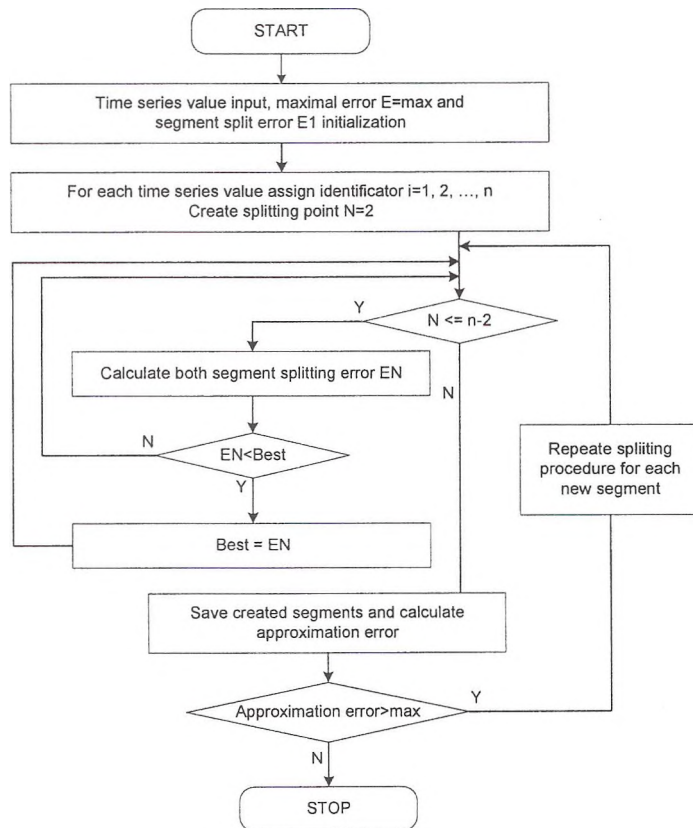 START
Time series value input, maximal error E=max and
segment split error E1 initialization
For each time series value assign identificator i=1, 2, ..., n
Create splitting point N=2
Y
N <= n-2
Calculate both segment splitting error EN
N
N
EN<Best
Y
Repeate spliiting
procedure for each
new segment
Best = EN
Save created segments and calculate
approximation error
Y
Approximation error>max
N
STOP